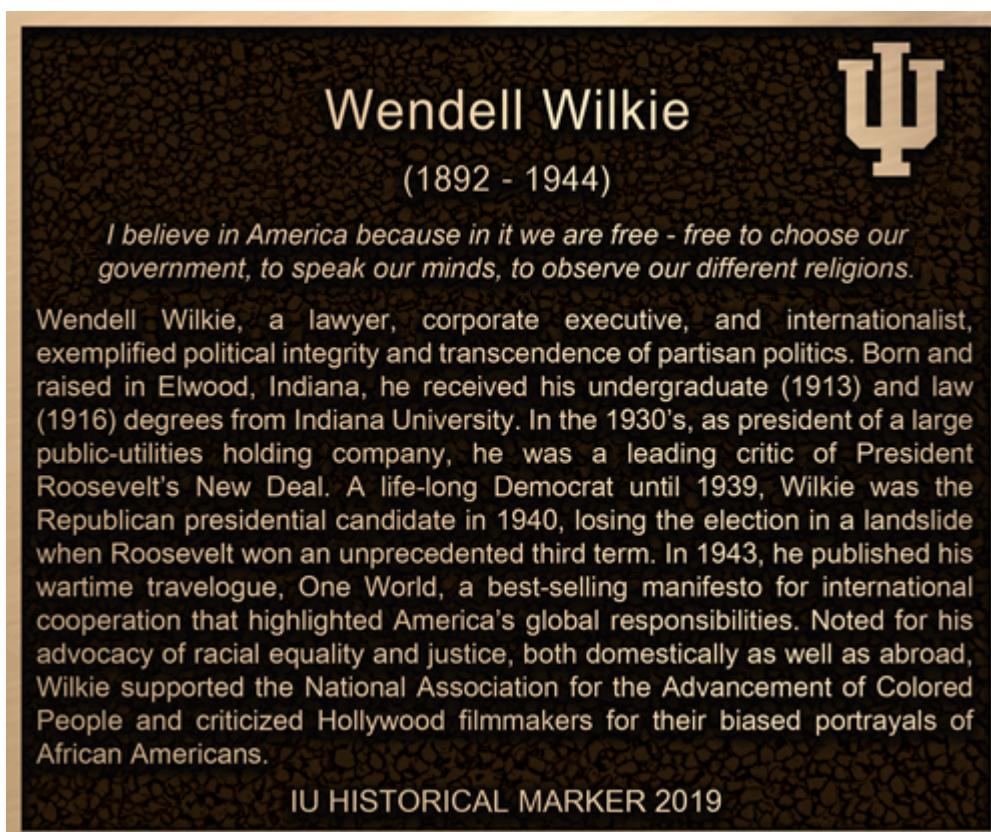 Wendell Wilkie
(1892 - 1944)
I believe in America because in it we are free - free to choose our
government, to speak our minds, to observe our different religions.
Wendell Wilkie, a lawyer, corporate executive, and internationalist,
exemplified political integrity and transcendence of partisan politics. Born and
raised in Elwood, Indiana, he received his undergraduate (1913) and law
(1916) degrees from Indiana University. In the 1930's, as president of a large
public-utilities holding company, he was a leading critic of President
Roosevelt's New Deal. A life-long Democrat until 1939, Wilkie was the
Republican presidential candidate in 1940, losing the election in a landslide
when Roosevelt won an unprecedented third term. In 1943, he published his
wartime travelogue, One World, a best-selling manifesto for international
cooperation that highlighted America's global responsibilities. Noted for his
advocacy of racial equality and justice, both domestically as well as abroad,
Wilkie supported the National Association for the Advancement of Colored
People and criticized Hollywood filmmakers for their biased portrayals of
African Americans.
IU HISTORICAL MARKER 2019